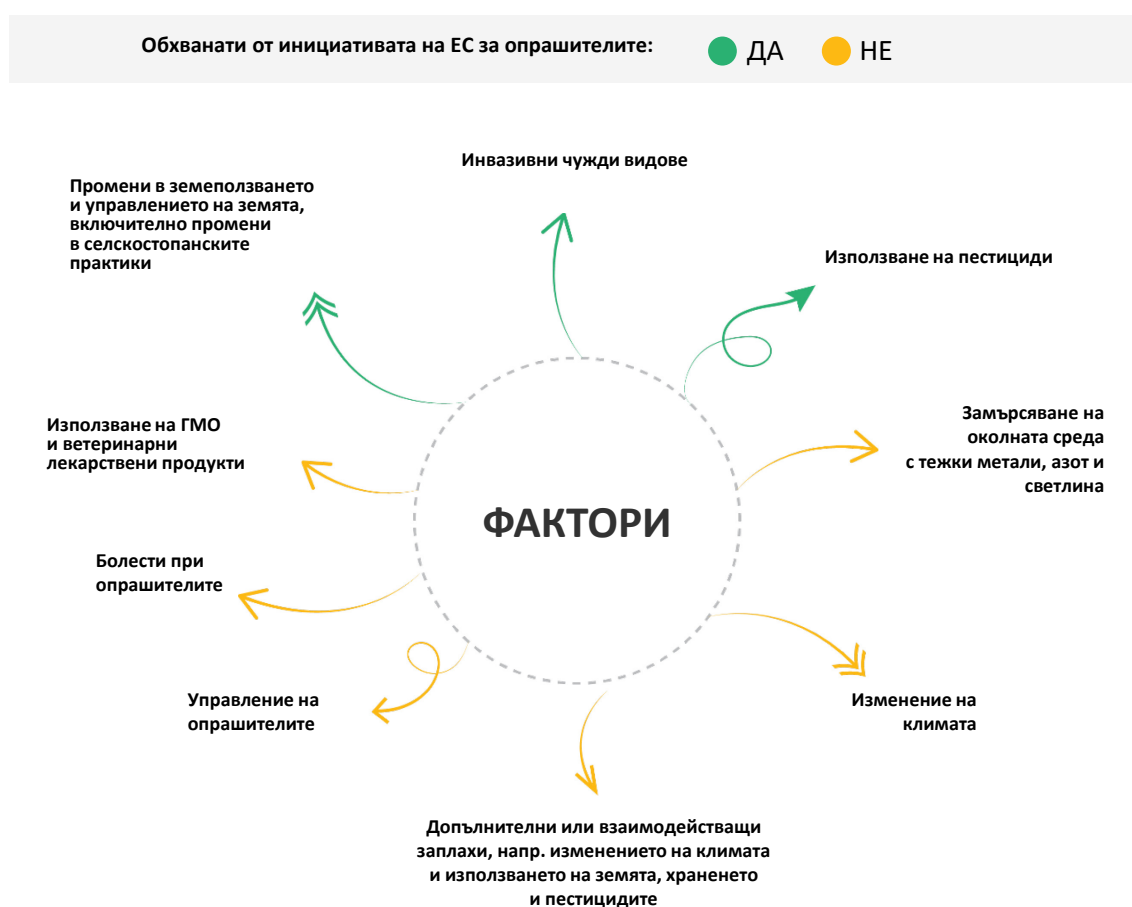 Обхванати от инициативата на ЕС за опрашителите:
ДА
НЕ
Инвазивни чужди видове
Промени в земеползването
и управлението на земята,
включително промени
в селскостопанските
практики
Използване на пестициди
Използване на ГМО
и ветеринарни
лекарствени продукти
Замърсяване на
околната среда
с тежки метали, азот и
светлина
ФАКТОРИ
Болести при
опрашителите
Управление на
опрашителите
Изменение на
климата
Допълнителни или взаимодействащи
заплахи, напр. изменението на климата
и използването на земята, храненето
и пестицидите